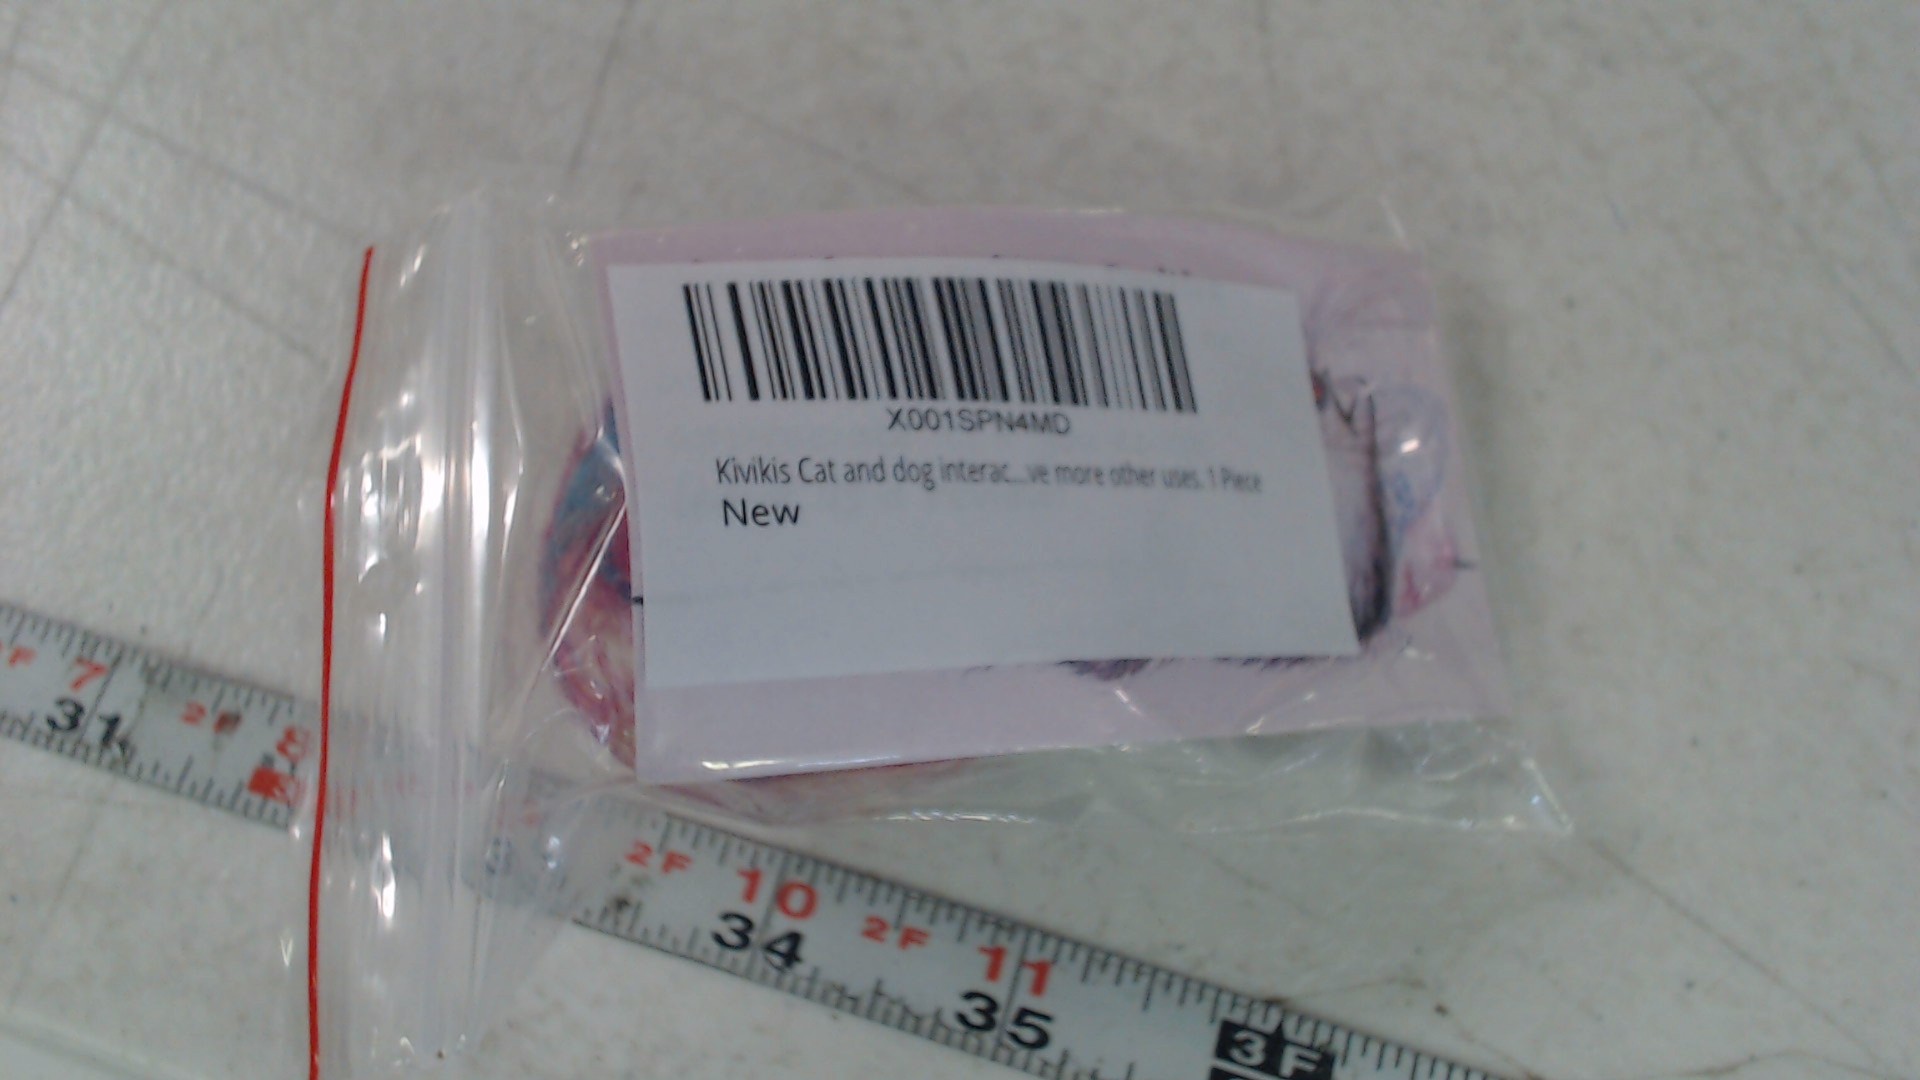 X001SPN4MD
Kivikis Cat and dog interac...ve more other uses. 1 Piece
New
F 7 2F 8
31
2F 10 2F 11
34 35 3F